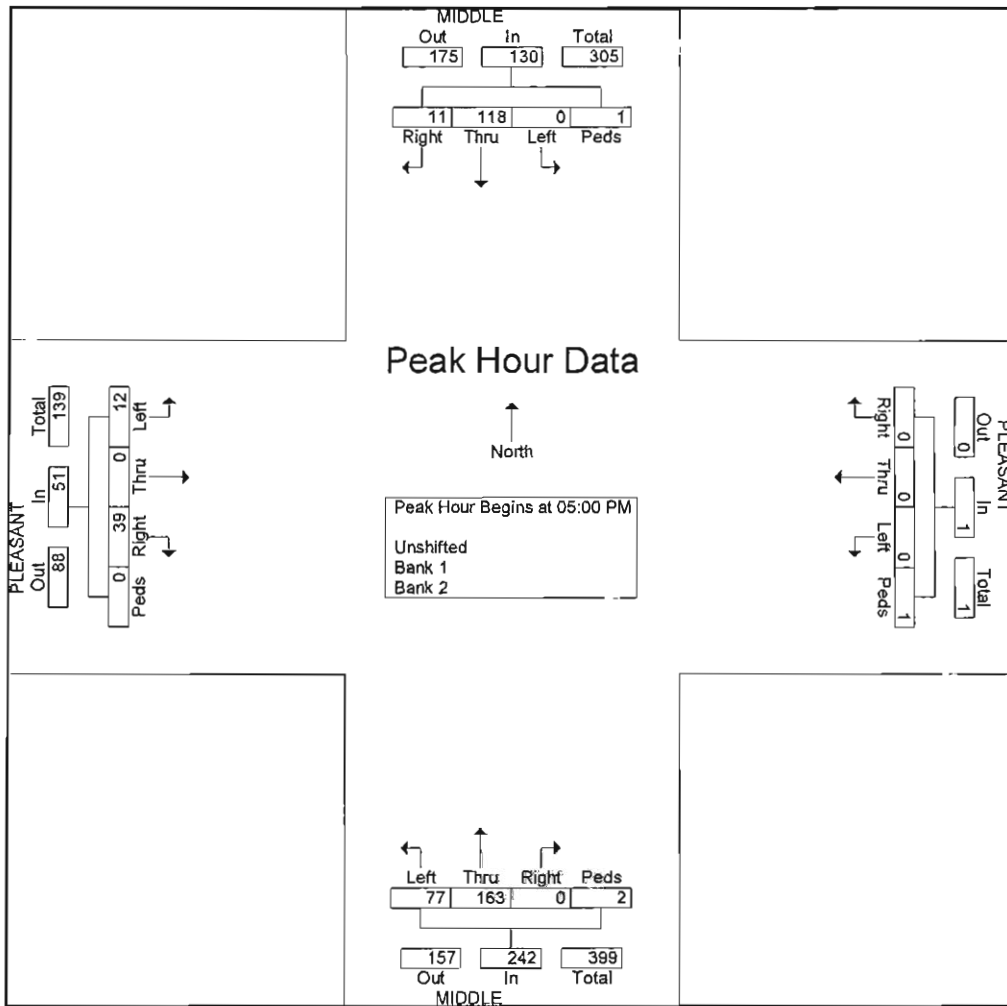 MIDDLE
Out In Total
175 130 305
11 118 0 1
Right Thru Left Peds
Peak Hour Data
North
Peak Hour Begins at 05:00 PM
Unshifted
Bank 1
Bank 2
PLEASANT
Out In Total
88 51 139
12 0 39 0
Left Thru Right Peds
PLEASANT
Out In Total
0 1 1
0 0 0 1
Right Thru Left Peds
Left Thru Right Peds
77 163 0 2
157 242 399
Out In Total
MIDDLE